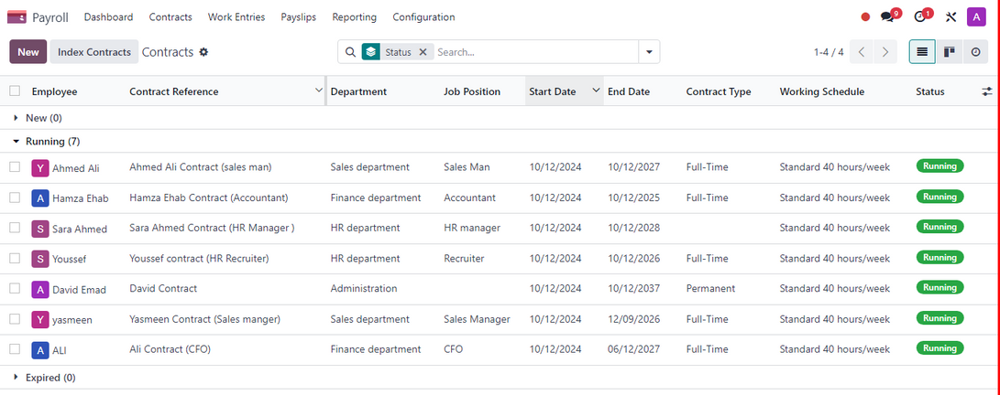 Payroll Dashboard Contracts Work Entries Payslips Reporting Configuration 9 1 A
New Index Contracts Contracts Status Search... 1-4 / 4
Employee Contract Reference Department Job Position Start Date End Date Contract Type Working Schedule Status
New (0)
Running (7)
Y Ahmed Ali Ahmed Ali Contract (sales man) Sales department Sales Man 10/12/2024 10/12/2027 Full-Time Standard 40 hours/week Running
A Hamza Ehab Hamza Ehab Contract (Accountant) Finance department Accountant 10/12/2024 10/12/2025 Full-Time Standard 40 hours/week Running
S Sara Ahmed Sara Ahmed Contract (HR Manager ) HR department HR manager 10/12/2024 10/12/2028 Standard 40 hours/week Running
S Youssef Youssef contract (HR Recruiter) HR department Recruiter 10/12/2024 10/12/2026 Full-Time Standard 40 hours/week Running
A David Emad David Contract Administration 10/12/2024 10/12/2037 Permanent Standard 40 hours/week Running
Y yasmeen Yasmeen Contract (Sales manger) Sales department Sales Manager 10/12/2024 12/09/2026 Full-Time Standard 40 hours/week Running
A ALI Ali Contract (CFO) Finance department CFO 10/12/2024 06/12/2027 Full-Time Standard 40 hours/week Running
Expired (0)